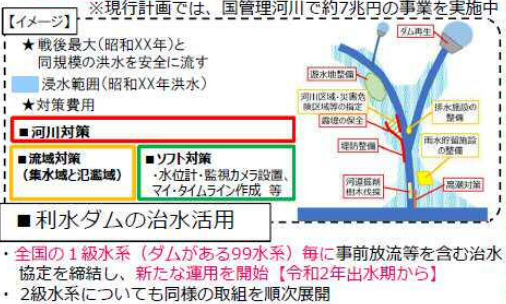 ※現行計画では、国管理河川で約7兆円の事業を実施中
【イメージ】
★戦後最大(昭和XX年)と
同規模の洪水を安全に流す
浸水範囲(昭和XX年洪水)
★対策費用
■河川対策
■流域対策
(集水域と氾濫域)
■ソフト対策
・水位計・監視カメラ設置、
マイ・タイムライン作成 等
ダム再生
遊水地整備
河川区域・災害危
険区域等の指定
霞堤の保全
堤防整備
排水施設の
整備
雨水貯留施設
の整備
河道掘削
樹木伐採
高潮対策
■利水ダムの治水活用
・全国の1級水系(ダムがある99水系)毎に事前放流等を含む治水
協定を締結し、新たな運用を開始【令和2年出水期から】
・2級水系についても同様の取組を順次展開